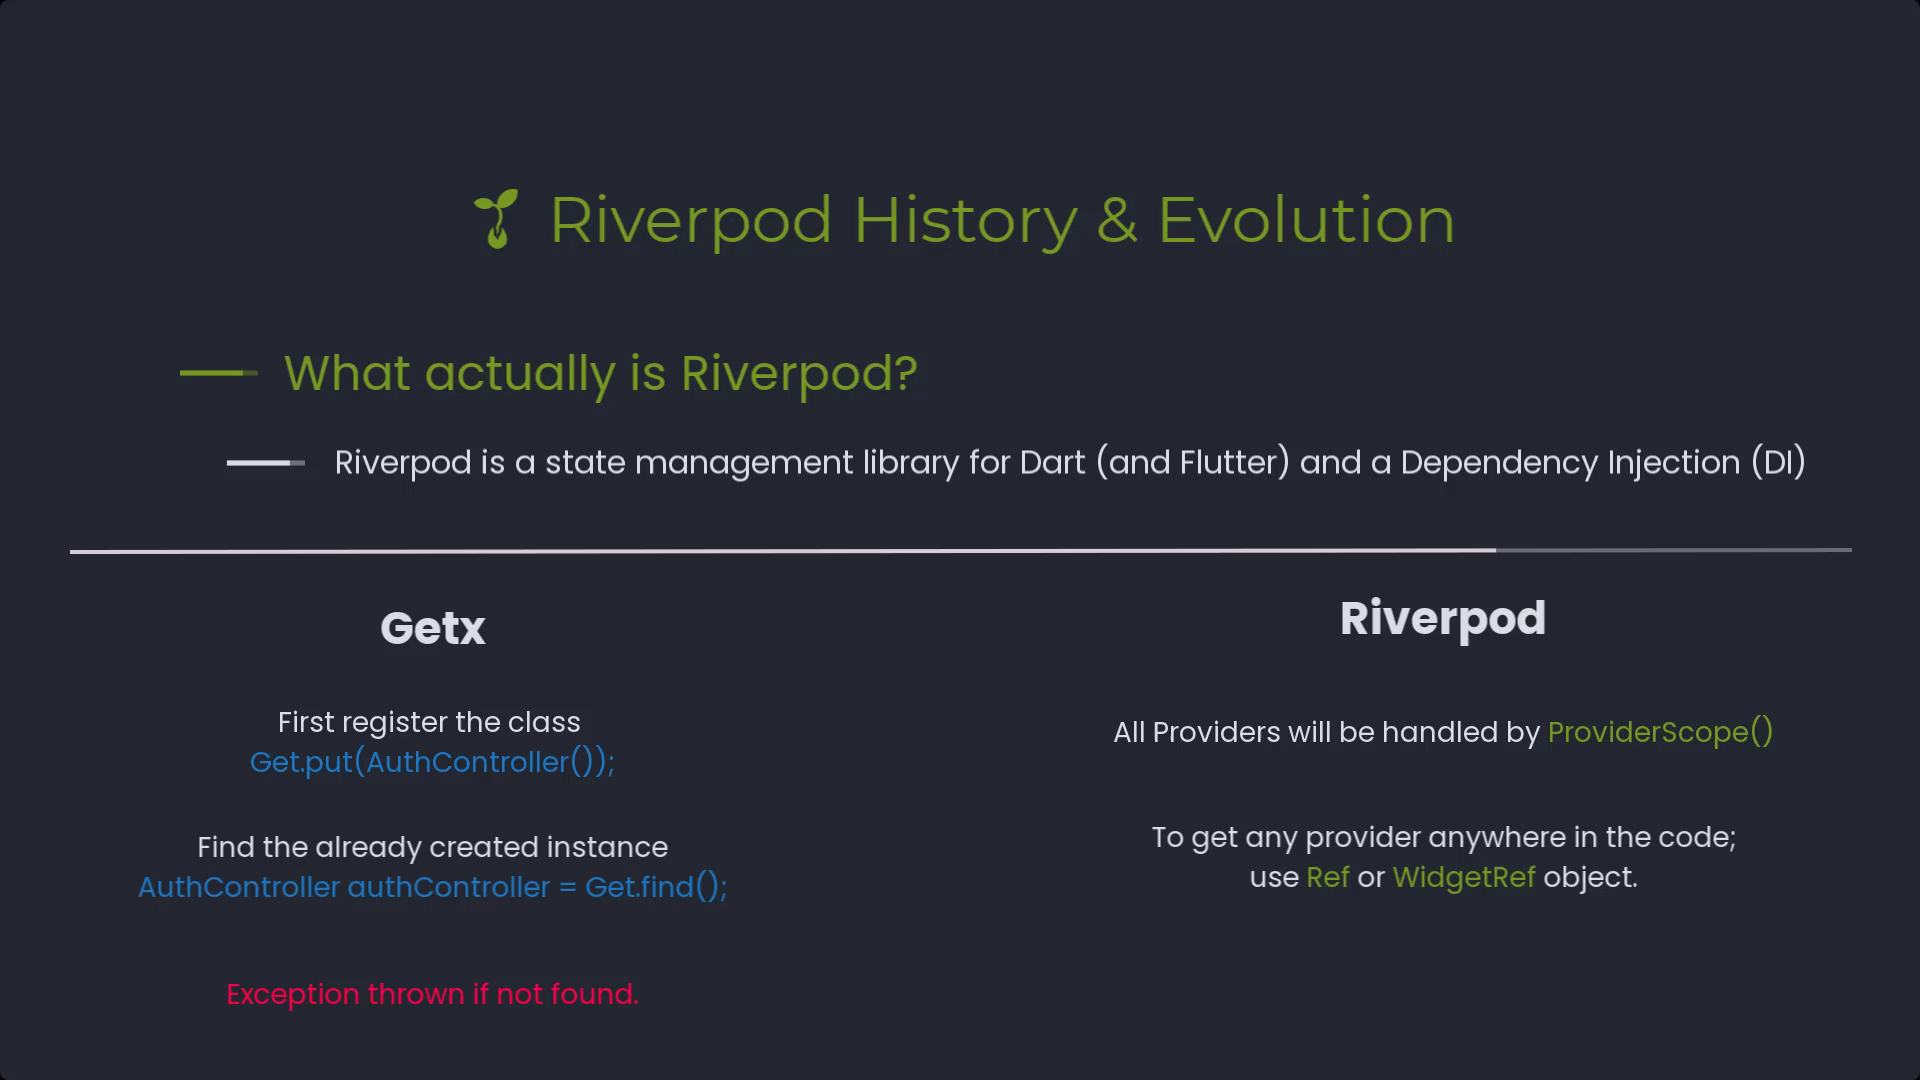 Riverpod History & Evolution
What actually is Riverpod?
Riverpod is a state management library for Dart (and Flutter) and a Dependency Injection (DI)
Getx
First register the class
Get.put(AuthController());
Find the already created instance
AuthController authController = Get.find();
Exception thrown if not found.
Riverpod
All Providers will be handled by ProviderScope()
To get any provider anywhere in the code;
use Ref or WidgetRef object.